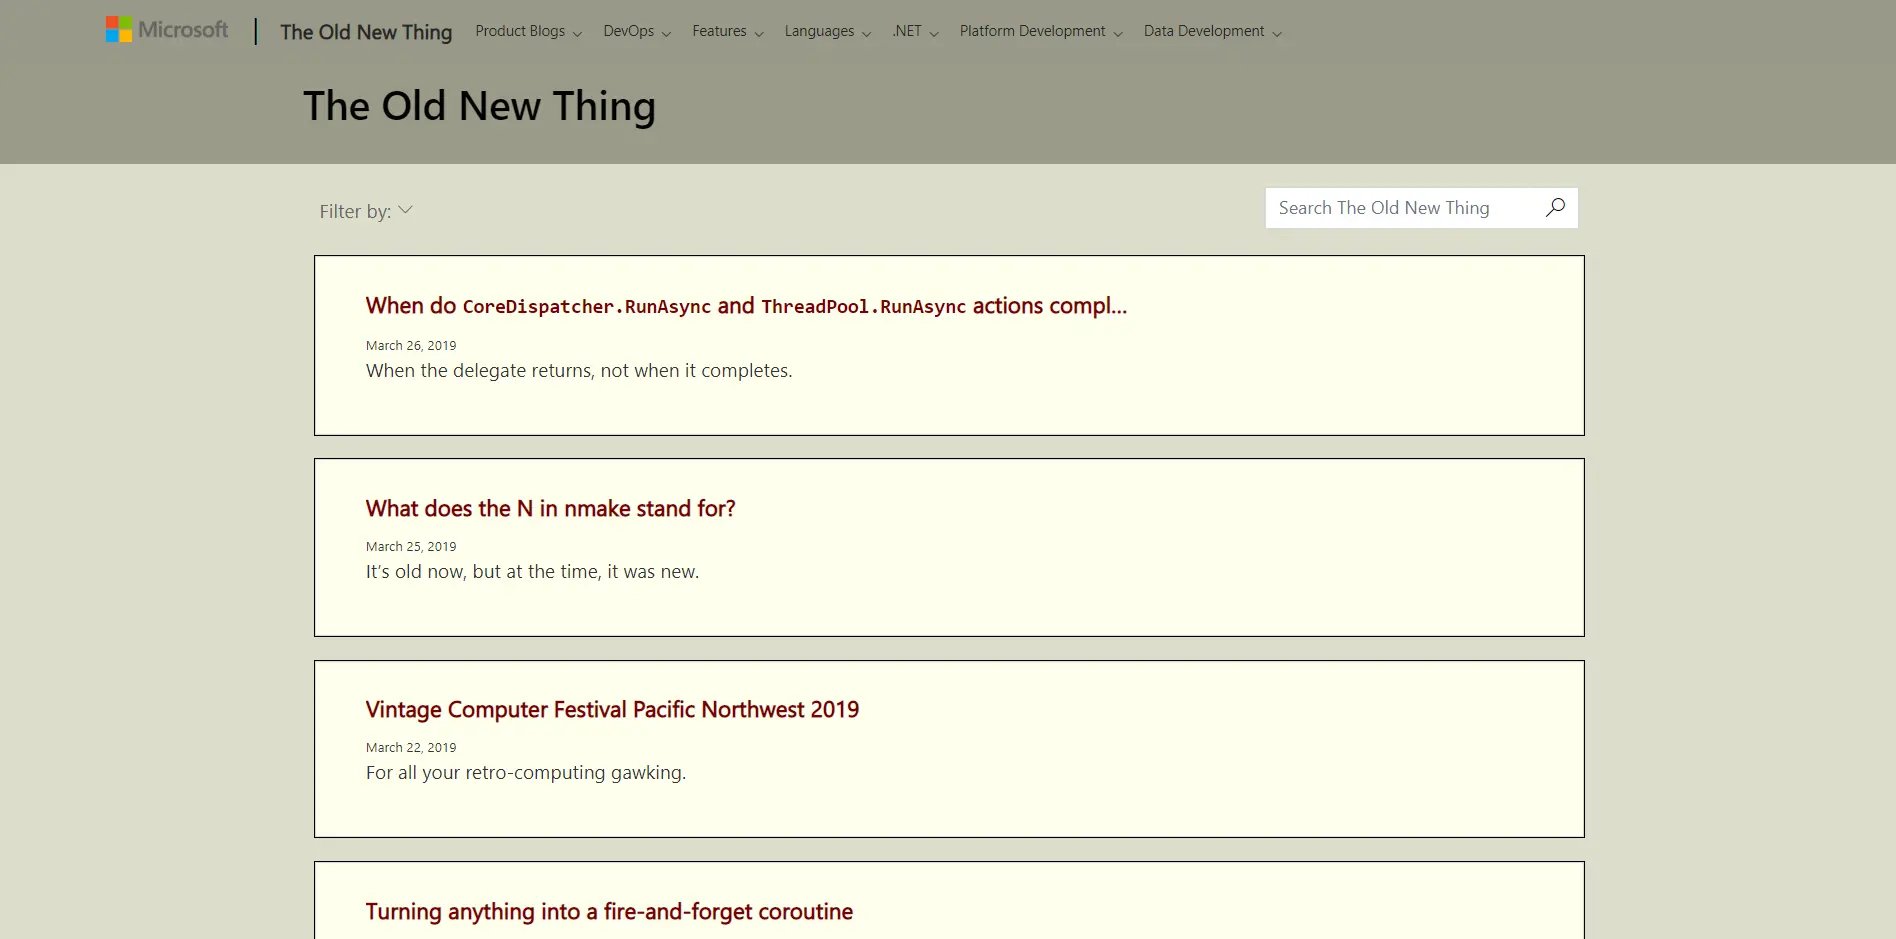 Microsoft The Old New Thing Product Blogs DevOps Features Languages .NET Platform Development Data Development
The Old New Thing
Filter by: Search The Old New Thing
When do CoreDispatcher.RunAsync and ThreadPool.RunAsync actions compl...
March 26, 2019
When the delegate returns, not when it completes.
What does the N in nmake stand for?
March 25, 2019
It's old now, but at the time, it was new.
Vintage Computer Festival Pacific Northwest 2019
March 22, 2019
For all your retro-computing gawking.
Turning anything into a fire-and-forget coroutine